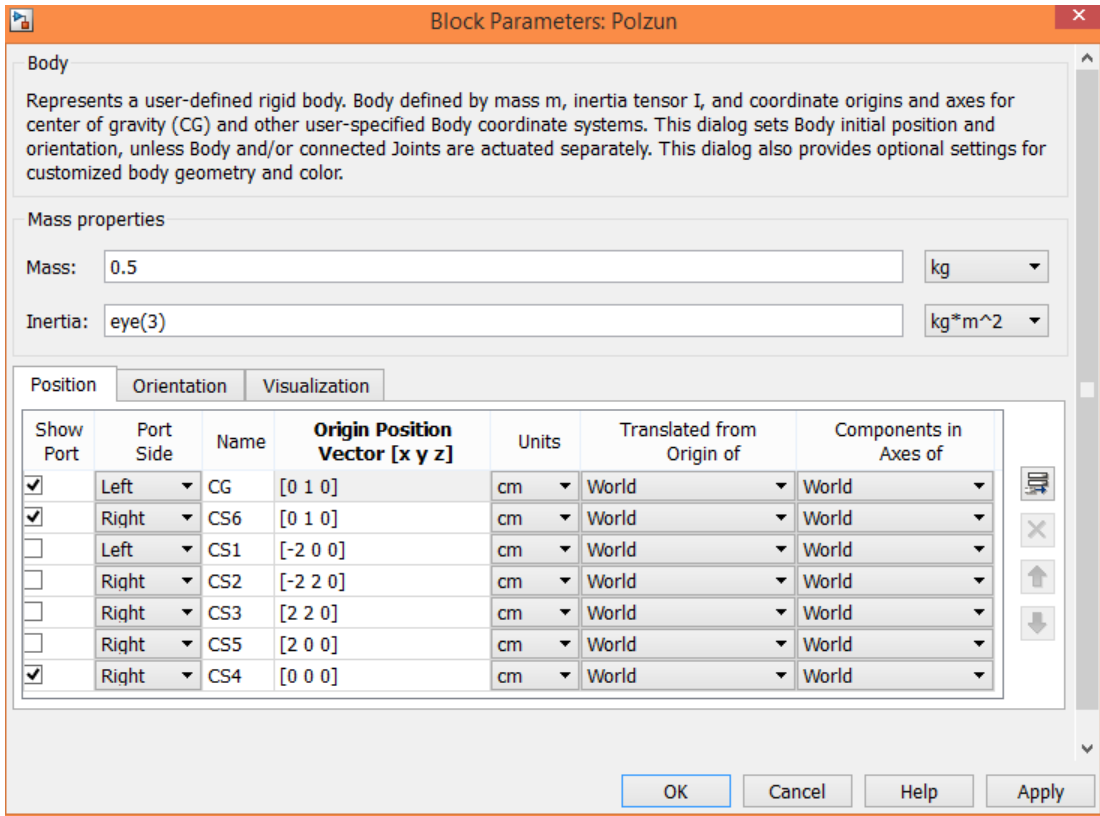 Block Parameters: Polzun
Body
Represents a user-defined rigid body. Body defined by mass m, inertia tensor I, and coordinate origins and axes for
center of gravity (CG) and other user-specified Body coordinate systems. This dialog sets Body initial position and
orientation, unless Body and/or connected Joints are actuated separately. This dialog also provides optional settings for
customized body geometry and color.
Mass properties
Mass: 0.5 kg
Inertia: eye(3) kg*m^2
Position Orientation Visualization
Show Port Port Side Name Origin Position Vector [x y z] Units Translated from Origin of Components in Axes of
Left CG [0 1 0] cm World World
Right CS6 [0 1 0] cm World World
Left CS1 [-2 0 0] cm World World
Right CS2 [-2 2 0] cm World World
Right CS3 [2 2 0] cm World World
Right CS5 [2 0 0] cm World World
Right CS4 [0 0 0] cm World World
OK Cancel Help Apply